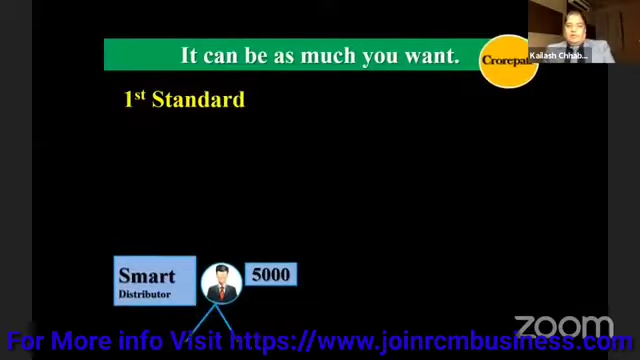 It can be as much you want.
Kailash Chhab...
1st Standard
Smart
Distributor
5000
zoom
For More info Visit https://www.joinrcmbusiness.com